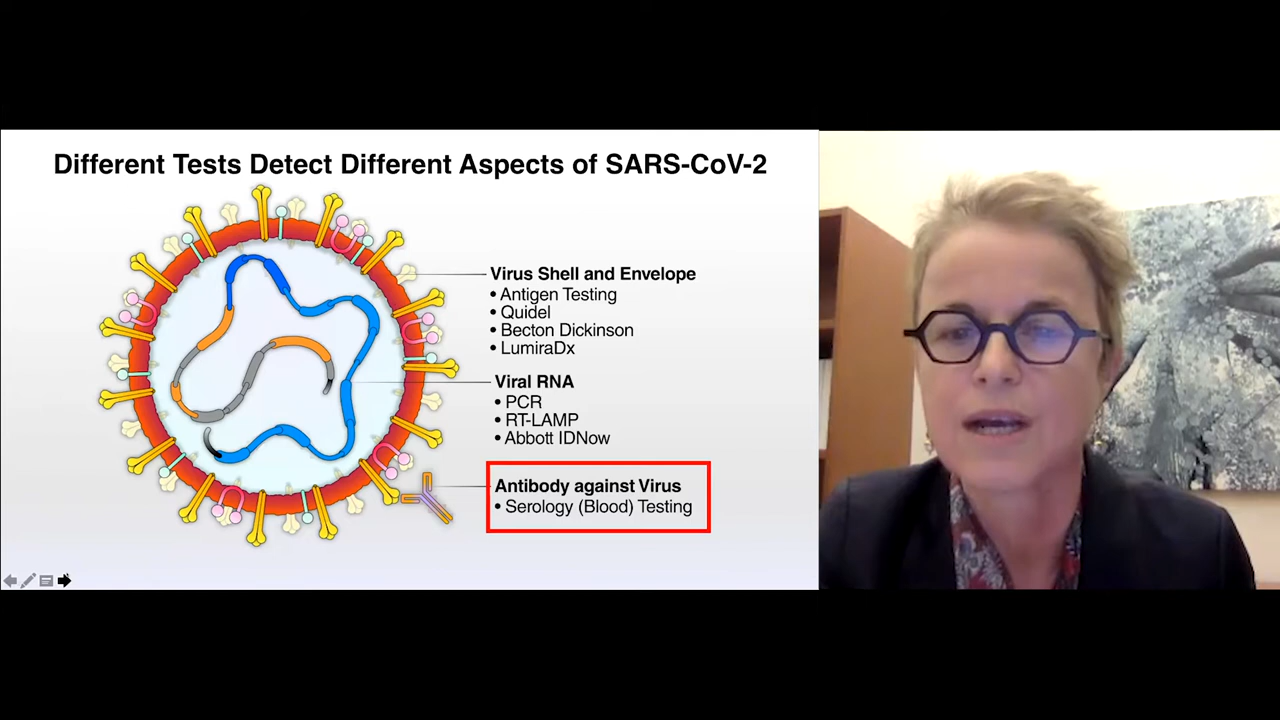 Different Tests Detect Different Aspects of SARS-CoV-2
Virus Shell and Envelope
• Antigen Testing
• Quidel
• Becton Dickinson
• LumiraDx
Viral RNA
• PCR
• RT-LAMP
• Abbott IDNow
Antibody against Virus
• Serology (Blood) Testing